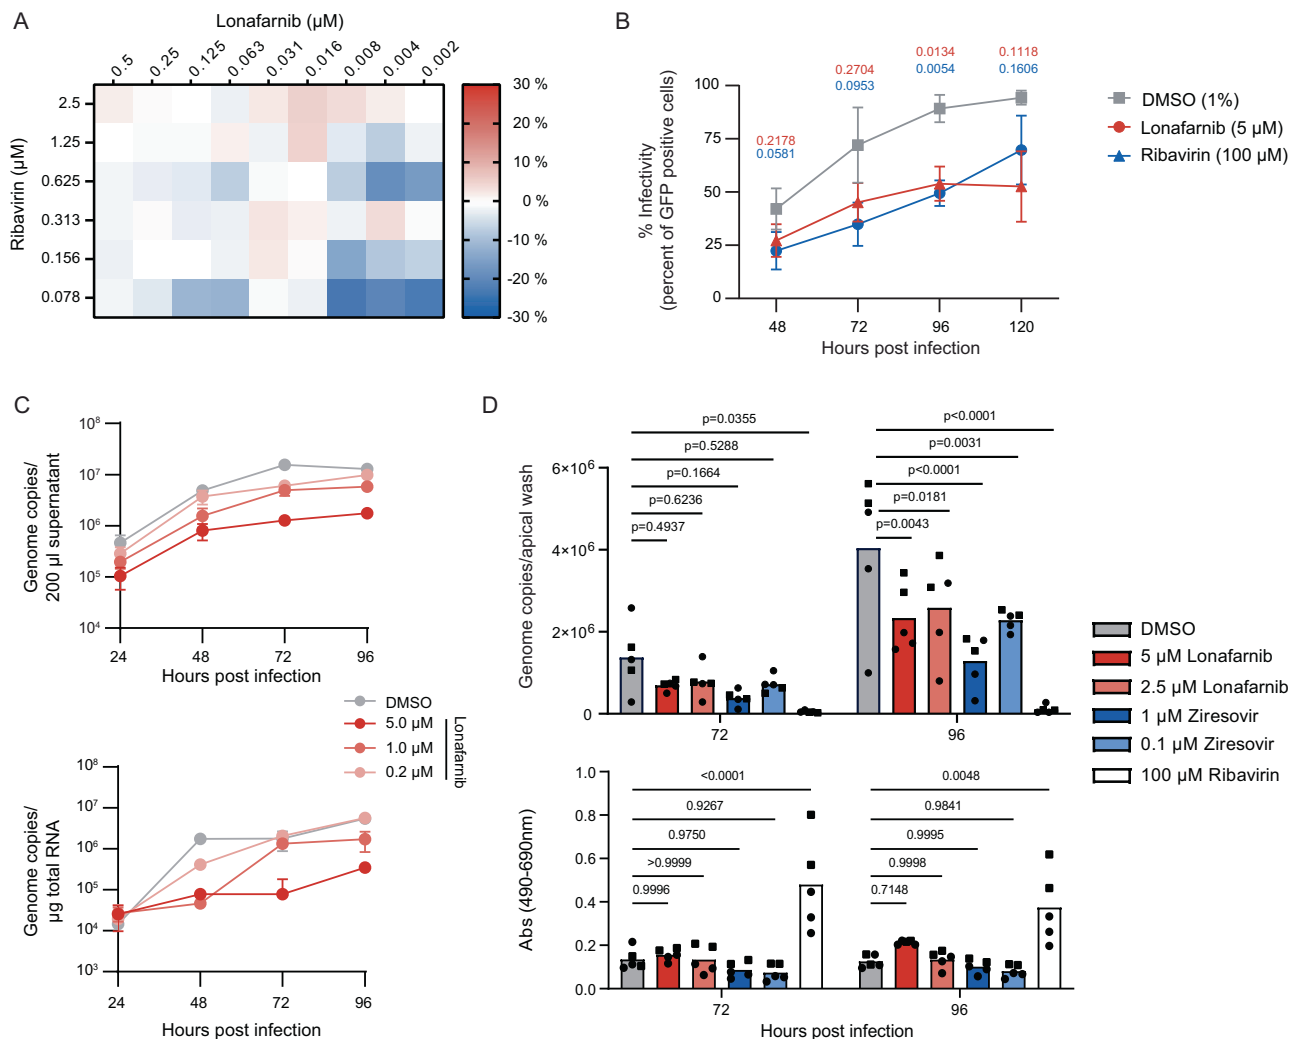 A
Lonafarnib (µM)
0.5 0.25 0.125 0.063 0.031 0.016 0.008 0.004 0.002
Ribavirin (µM)
2.5
1.25
0.625
0.313
0.156
0.078
30 %
20 %
10 %
0 %
-10 %
-20 %
-30 %
B
0.2178
0.0581
0.2704
0.0953
0.0134
0.0054
0.1118
0.1606
% Infectivity
(percent of GFP positive cells)
100
75
50
25
0
48 72 96 120
Hours post infection
DMSO (1%)
Lonafarnib (5 µM)
Ribavirin (100 µM)
C
Genome copies/
200 µl supernatant
10⁸
10⁷
10⁶
10⁵
10⁴
24 48 72 96
Hours post infection
DMSO
5.0 µM
1.0 µM
0.2 µM
Lonafarnib
Genome copies/
µg total RNA
10⁸
10⁷
10⁶
10⁵
10⁴
10³
24 48 72 96
Hours post infection
D
Genome copies/apical wash
6×10⁶
4×10⁶
2×10⁶
0
p=0.0355
p=0.5288
p=0.1664
p=0.6236
p=0.4937
p<0.0001
p=0.0031
p<0.0001
p=0.0181
p=0.0043
72 96
DMSO
5 µM Lonafarnib
2.5 µM Lonafarnib
1 µM Ziresovir
0.1 µM Ziresovir
100 µM Ribavirin
Abs (490-690nm)
1.0
0.8
0.6
0.4
0.2
0.0
<0.0001
0.9267
0.9750
>0.9999
0.9996
0.0048
0.9841
0.9995
0.9998
0.7148
72 96
Hours post infection